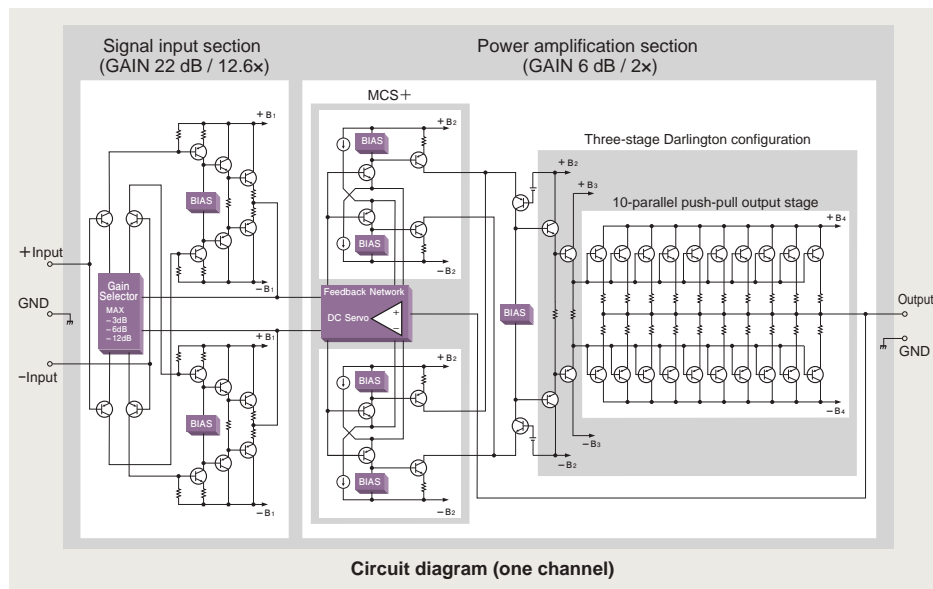 Signal input section
(GAIN 22 dB / 12.6×)
Power amplification section
(GAIN 6 dB / 2×)
MCS+
Three-stage Darlington configuration
10-parallel push-pull output stage
+B1
BIAS
−B1
+B1
BIAS
−B1
+Input
GND
−Input
Gain
Selector
MAX
−3dB
−6dB
−12dB
+B2
BIAS
BIAS
−B2
Feedback Network
DC Servo
+
−
+B2
BIAS
BIAS
−B2
BIAS
+B2
+B3
+B4
−B4
−B3
−B2
Output
GND
Circuit diagram (one channel)